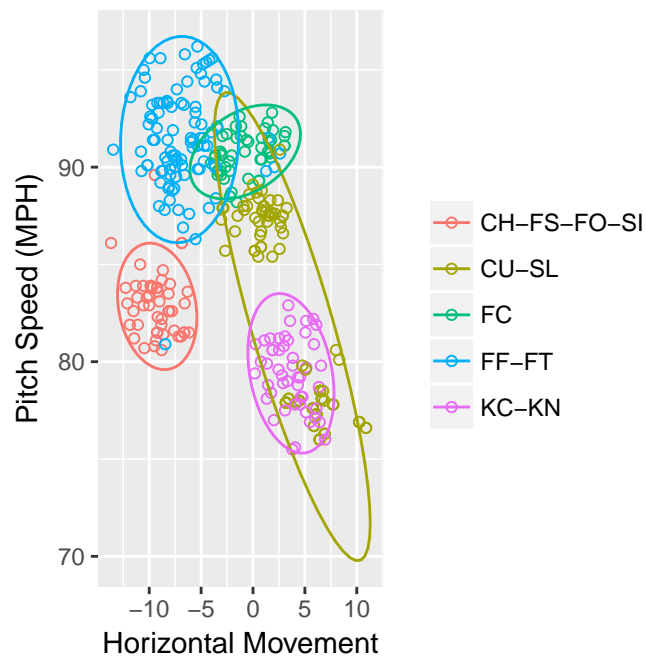 Pitch Speed (MPH)
90
80
70
−10
−5
0
5
10
Horizontal Movement
CH−FS−FO−SI
CU−SL
FC
FF−FT
KC−KN